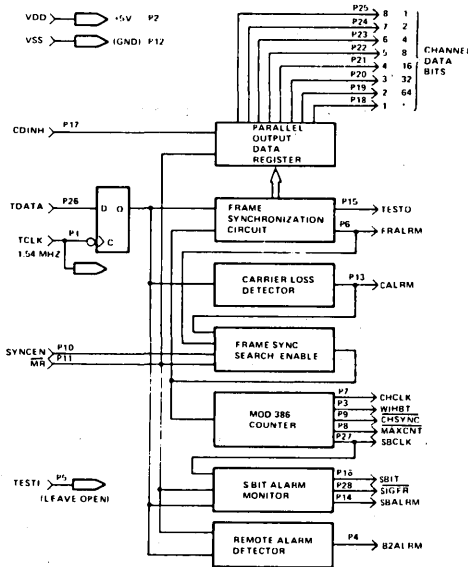 VDD +5V P2
VSS (GND) P12
P25 8 1
P24 7 2
P23 6 4
P22 5 8
P21 4 16
P20 3 32
P19 2 64
P18 1 *
CHANNEL
DATA
BITS
CDINH P17
PARALLEL
OUTPUT
DATA
REGISTER
TDATA P26
D Q
TCLK P1
C
1.54 MHZ
FRAME
SYNCHRONIZATION
CIRCUIT
P15 TESTO
P6 FRALRM
CARRIER LOSS
DETECTOR
P13 CALRM
SYNCEN P10
MR P11
FRAME SYNC
SEARCH ENABLE
MOD 386
COUNTER
P7 CHCLK
P3 WIHBT
P9 CHSYNC
P8 MAXCNT
P27 SBCLK
TESTI P5
(LEAVE OPEN)
S BIT ALARM
MONITOR
P16 SBIT
P28 SIGFR
P14 SBALRM
REMOTE ALARM
DETECTOR
P4 B2ALRM